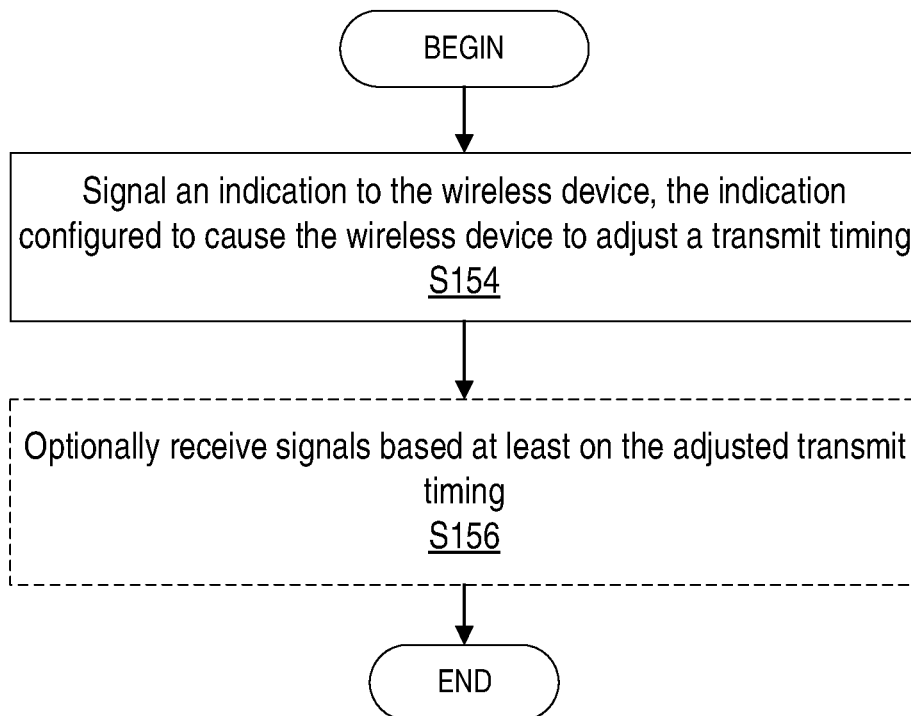 BEGIN
Signal an indication to the wireless device, the indication
configured to cause the wireless device to adjust a transmit timing
S154
Optionally receive signals based at least on the adjusted transmit
timing
S156
END